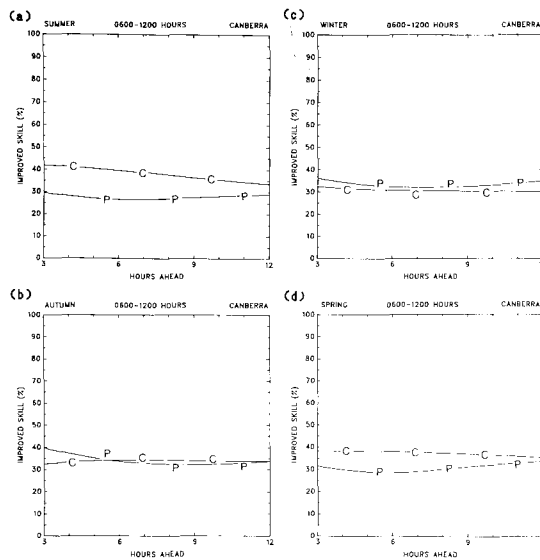 (a) SUMMER 0600-1200 HOURS CANBERRA
100
90
80
70
60
50
40
30
20
10
0
IMPROVED SKILL (%)
C C C
P P P P
3 6 9 12
HOURS AHEAD
(b) AUTUMN 0600-1200 HOURS CANBERRA
100
90
80
70
60
50
40
30
20
10
0
IMPROVED SKILL (%)
P C C
C P P
3 6 9 12
HOURS AHEAD
(c) WINTER 0600-1200 HOURS CANBERRA
100
90
80
70
60
50
40
30
20
10
0
IMPROVED SKILL (%)
P P P
C C C
3 6 9 12
HOURS AHEAD
(d) SPRING 0600-1200 HOURS CANBERRA
100
90
80
70
60
50
40
30
20
10
0
IMPROVED SKILL (%)
C C C
P P P
3 6 9 12
HOURS AHEAD